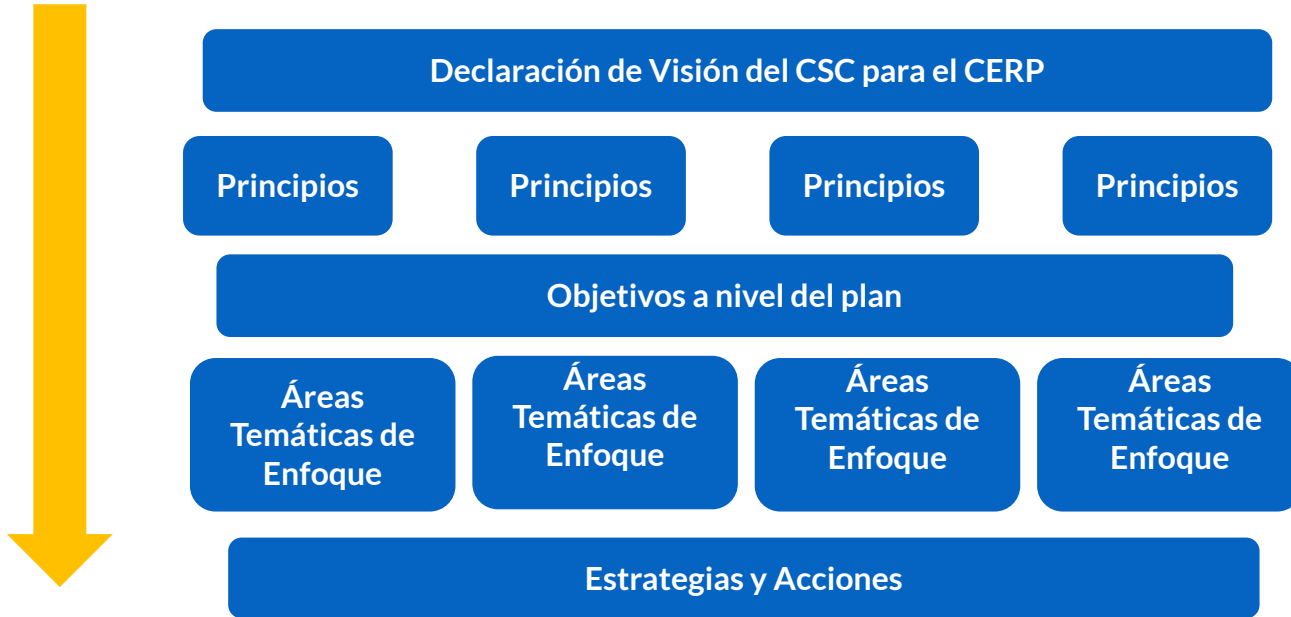 Declaración de Visión del CSC para el CERP
Principios
Principios
Principios
Principios
Objetivos a nivel del plan
Áreas
Temáticas de
Enfoque
Áreas
Temáticas de
Enfoque
Áreas
Temáticas de
Enfoque
Áreas
Temáticas de
Enfoque
Estrategias y Acciones